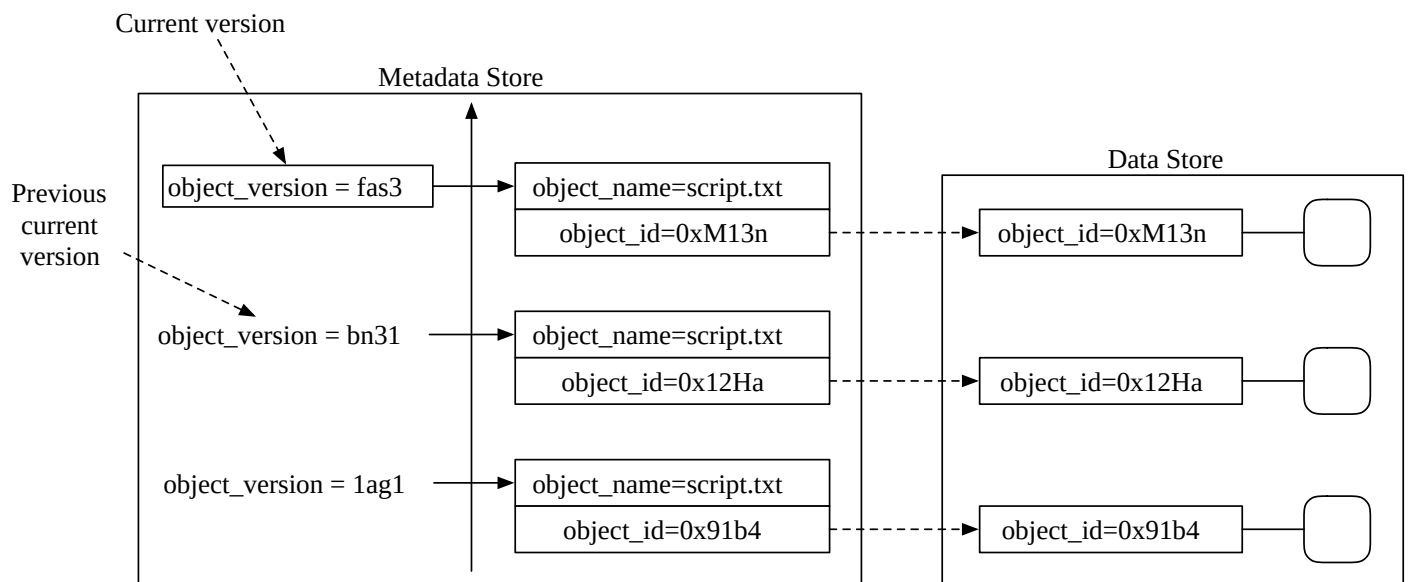 Current version
Metadata Store
Data Store
object_version = fas3
object_name=script.txt
object_id=0xM13n
object_id=0xM13n
Previous
current
version
object_version = bn31
object_name=script.txt
object_id=0x12Ha
object_id=0x12Ha
object_version = 1ag1
object_name=script.txt
object_id=0x91b4
object_id=0x91b4